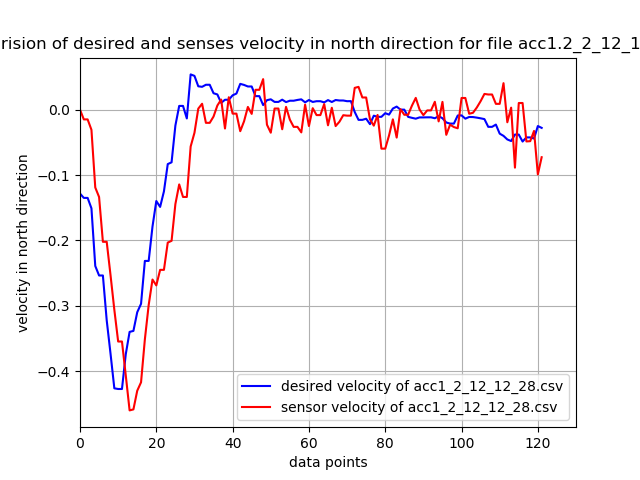 rision of desired and senses velocity in north direction for file acc1.2_2_12_1
velocity in north direction
0.0
−0.1
−0.2
−0.3
−0.4
0 20 40 60 80 100 120
data points
desired velocity of acc1_2_12_12_28.csv
sensor velocity of acc1_2_12_12_28.csv